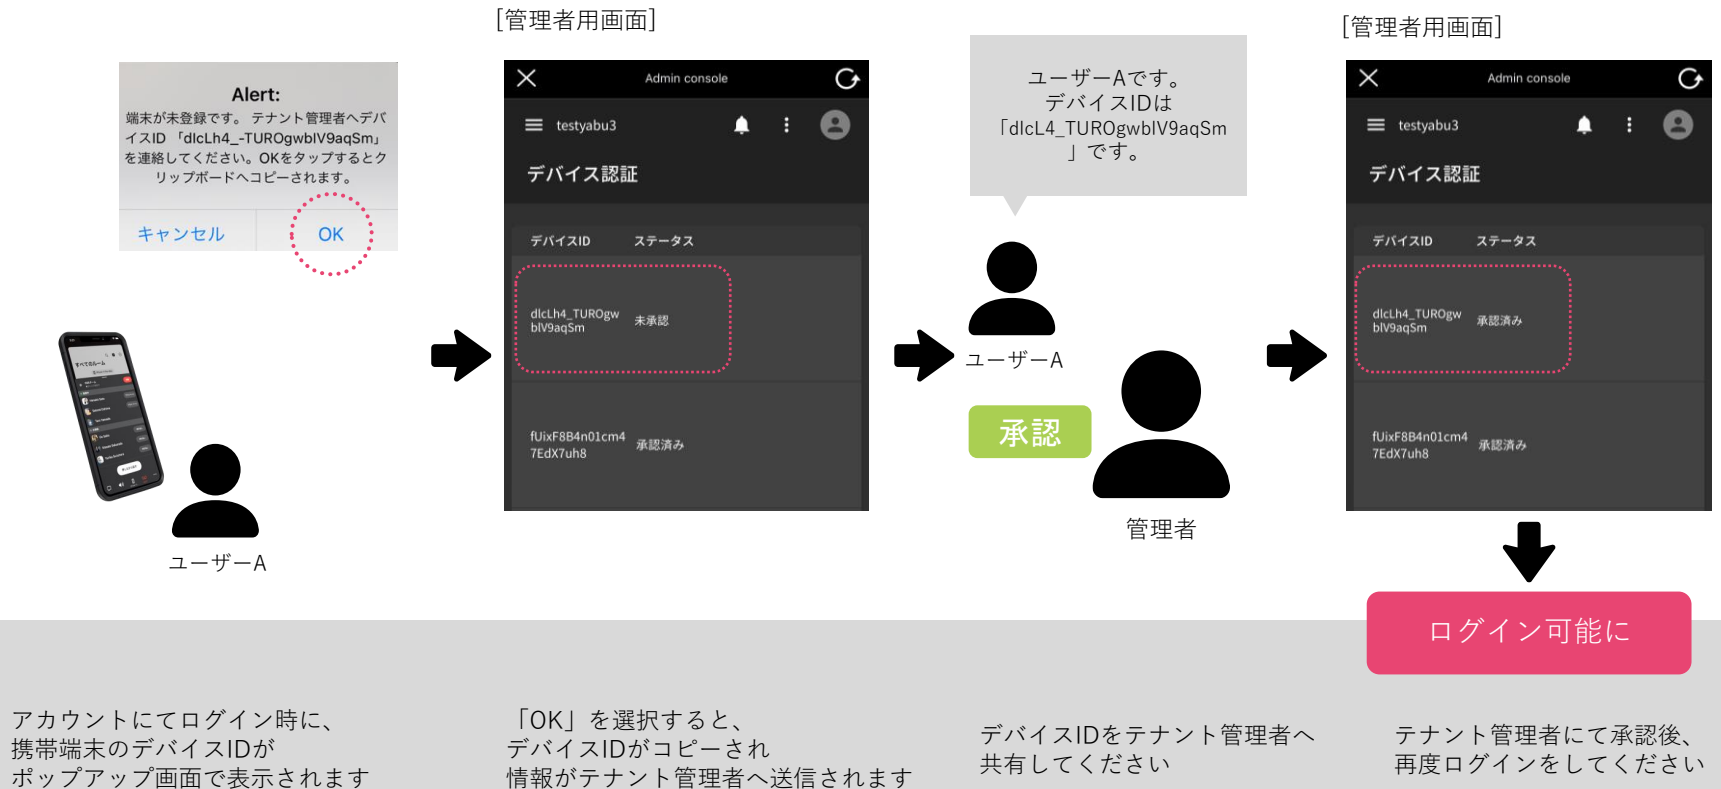 [管理者用画面]
[管理者用画面]
Alert:
端末が未登録です。 テナント管理者へデバ
イスID 「dlcLh4_-TUROgwblV9aqSm」
を連絡してください。OKをタップするとク
リップボードへコピーされます。
キャンセル
OK
ユーザーA
Admin console
testyabu3
デバイス認証
デバイスID ステータス
dlcLh4_TUROgw
blV9aqSm
未承認
fUixF8B4n01cm4
7EdX7uh8
承認済み
ユーザーAです。
デバイスIDは
「dlcL4_TUROgwblV9aqSm
」です。
ユーザーA
承認
管理者
Admin console
testyabu3
デバイス認証
デバイスID ステータス
dlcLh4_TUROgw
blV9aqSm
承認済み
fUixF8B4n01cm4
7EdX7uh8
承認済み
ログイン可能に
アカウントにてログイン時に、
携帯端末のデバイスIDが
ポップアップ画面で表示されます
「OK」を選択すると、
デバイスIDがコピーされ
情報がテナント管理者へ送信されます
デバイスIDをテナント管理者へ
共有してください
テナント管理者にて承認後、
再度ログインをしてください
すべてのルーム